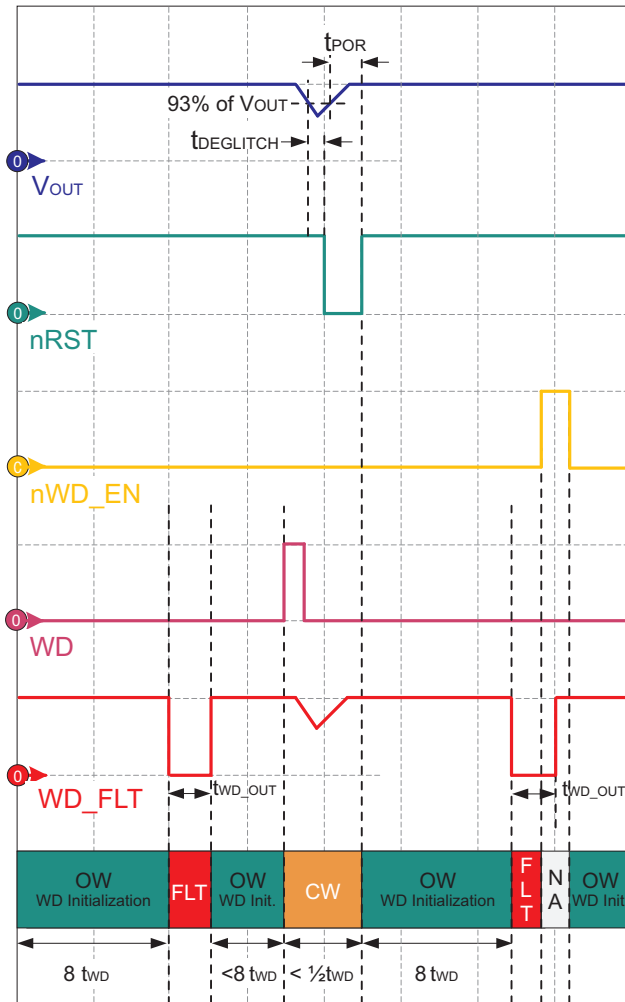 tPOR
93% of VOUT
tDEGLITCH
0
VOUT
0
nRST
C
nWD_EN
0
WD
0
WD_FLT
tWD_OUT
tWD_OUT
OW
WD Initialization
FLT
OW
WD Init.
CW
OW
WD Initialization
FLT
NA
OW
WD Init
8 tWD
<8 tWD
< ½tWD
8 tWD